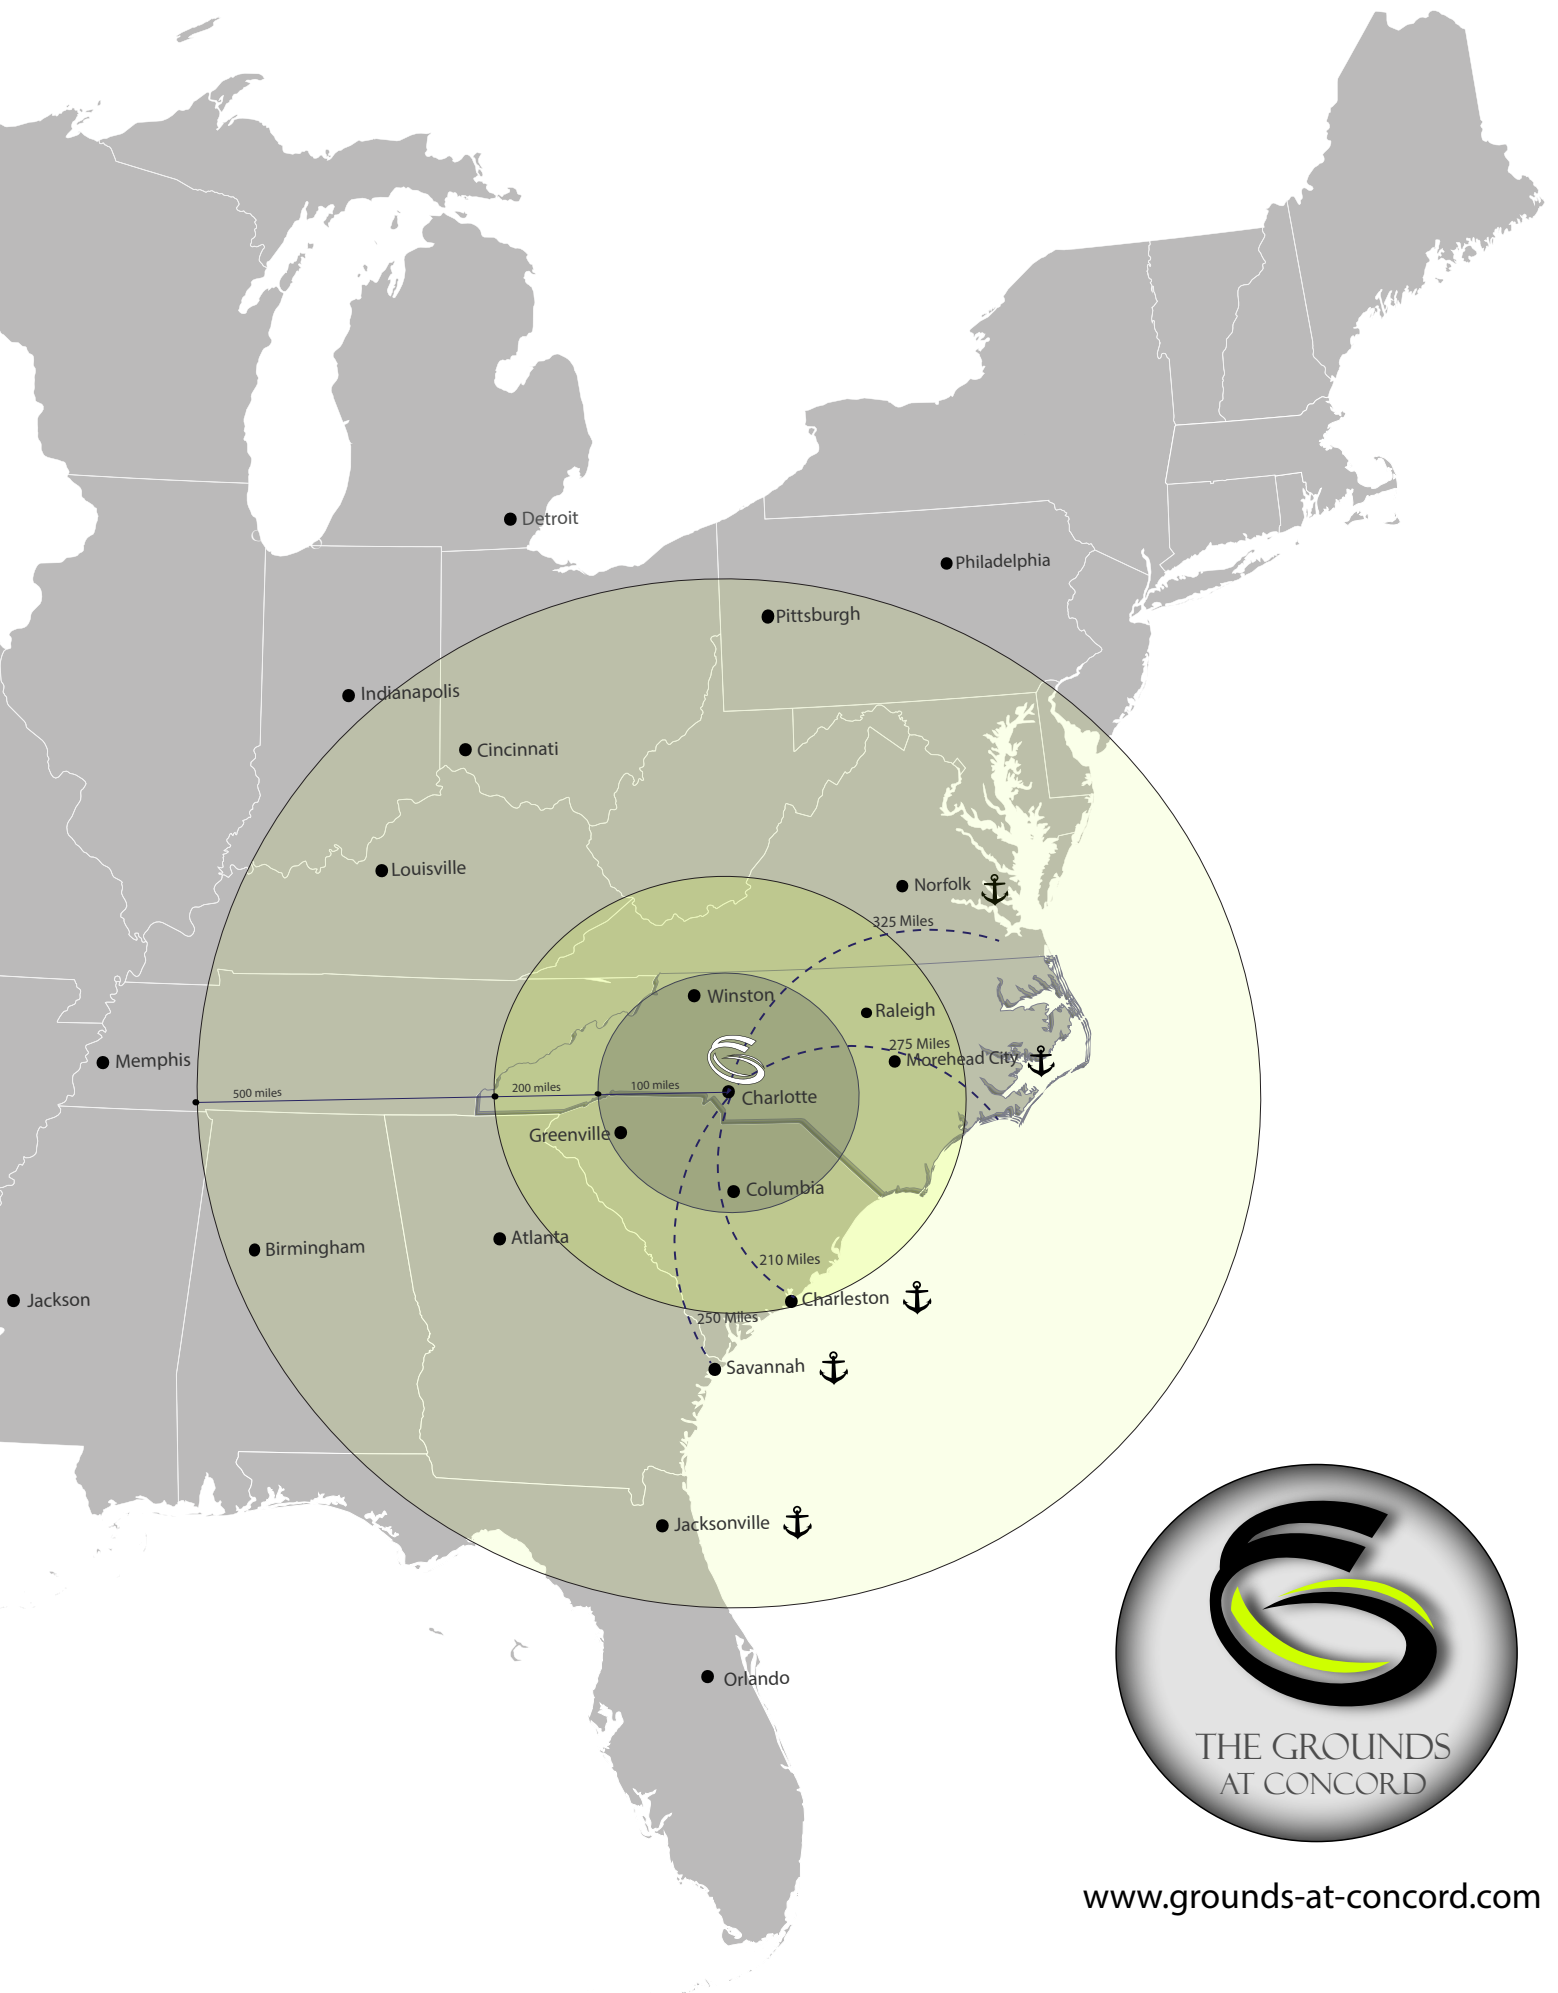 Detroit
Philadelphia
Pittsburgh
Indianapolis
Cincinnati
Louisville
Norfolk
325 Miles
Winston
Raleigh
275 Miles
Morehead City
Memphis
500 miles
200 miles
100 miles
Charlotte
Greenville
Columbia
Atlanta
Birmingham
210 Miles
Jackson
Charleston
250 Miles
Savannah
Jacksonville
Orlando
THE GROUNDS
AT CONCORD
www.grounds-at-concord.com